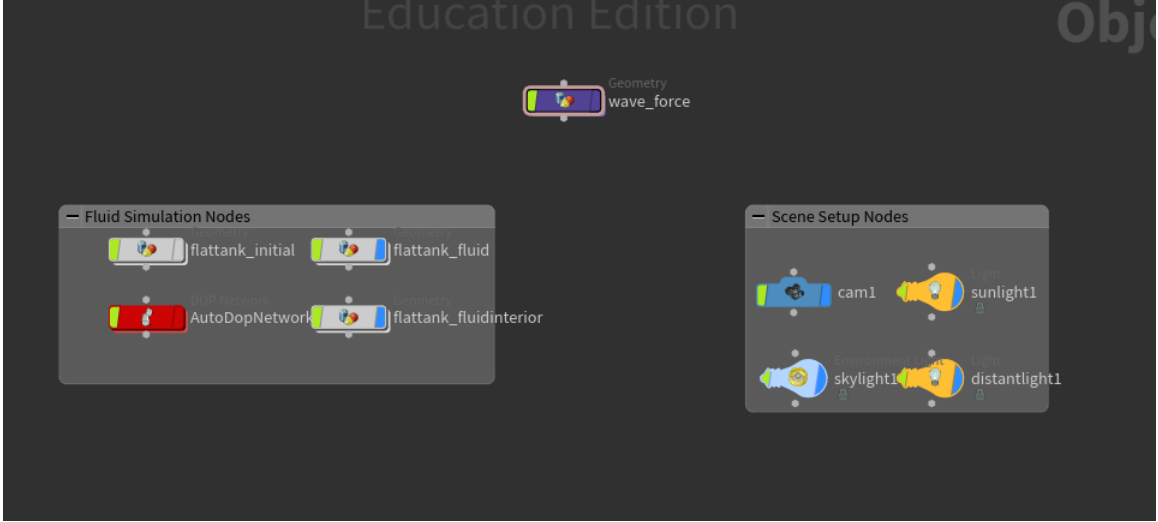 Education Edition
Obje
Geometry
wave_force
Fluid Simulation Nodes
Geometry
flattank_initial
Geometry
flattank_fluid
DOP Network
AutoDopNetwork
Geometry
flattank_fluidinterior
Scene Setup Nodes
cam1
Light
sunlight1
Environment Light
skylight1
Light
distantlight1